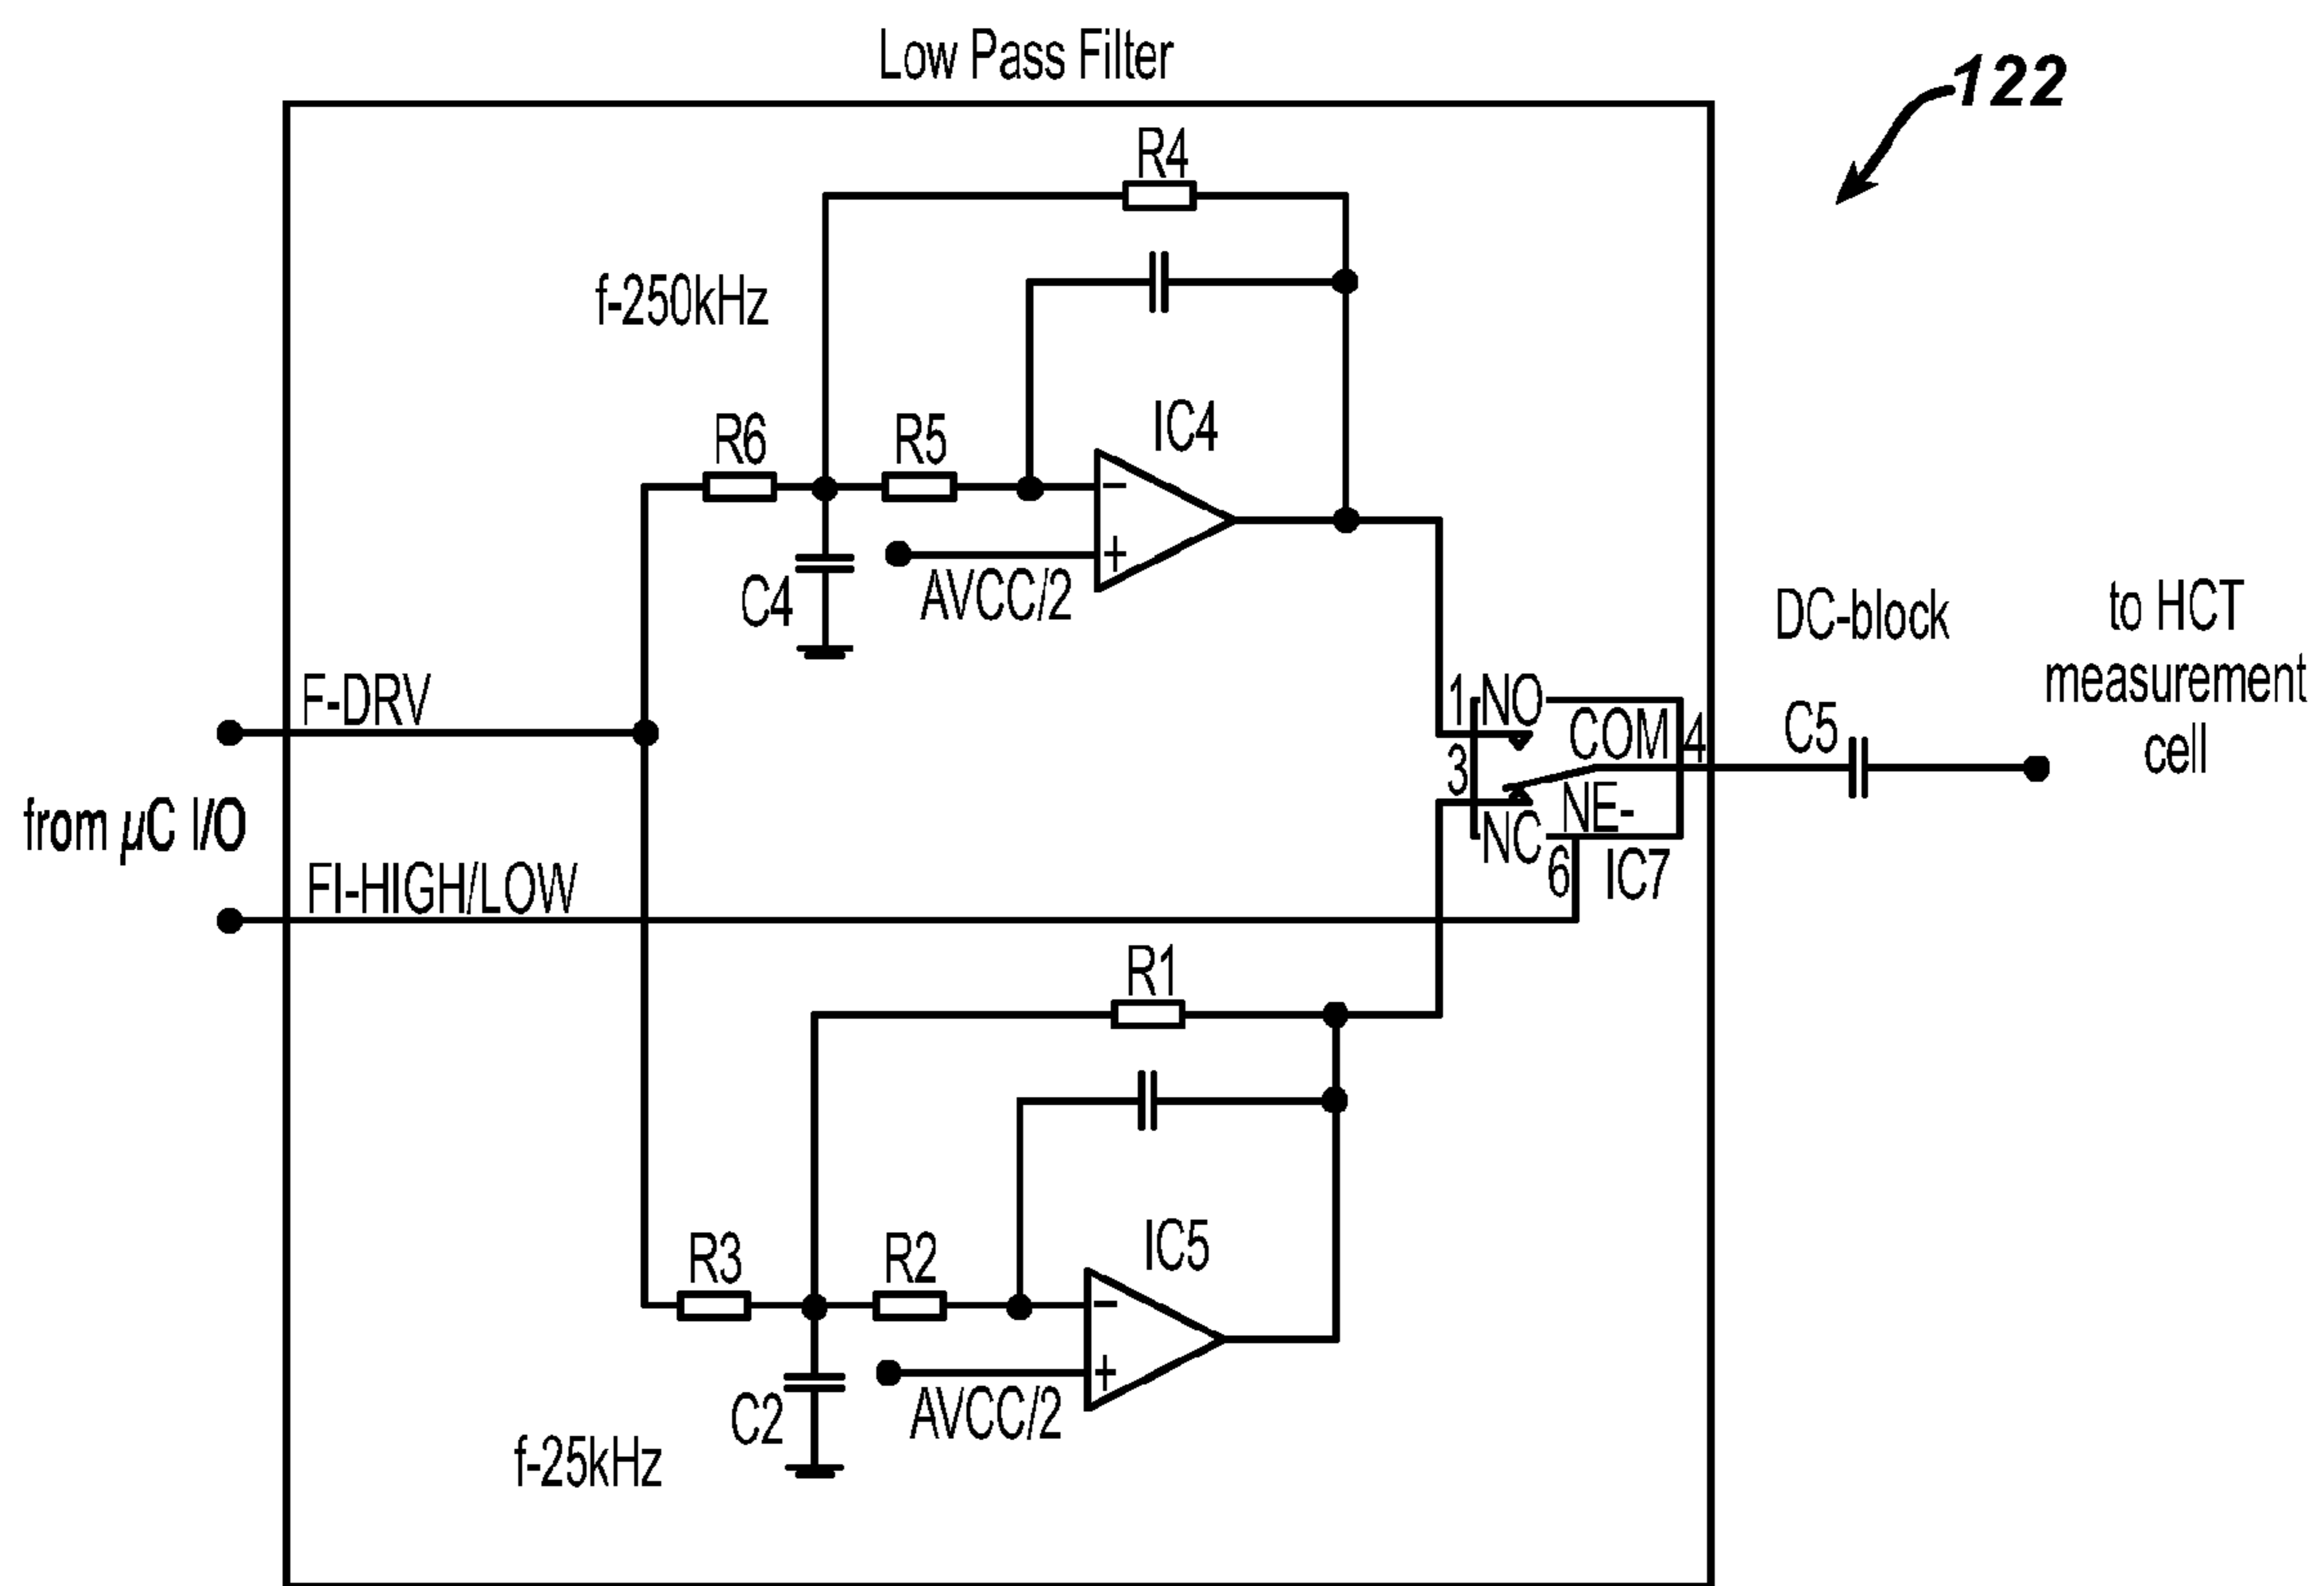 Low Pass Filter
122
R4
f-250kHz
IC4
R6
R5
-
+
C4
AVCC/2
DC-block
to HCT
measurement
cell
F-DRV
1
NO
COM
4
C5
3
from µC I/O
NE-
NC
FI-HIGH/LOW
6
IC7
R1
IC5
R3
R2
-
+
C2
AVCC/2
f-25kHz